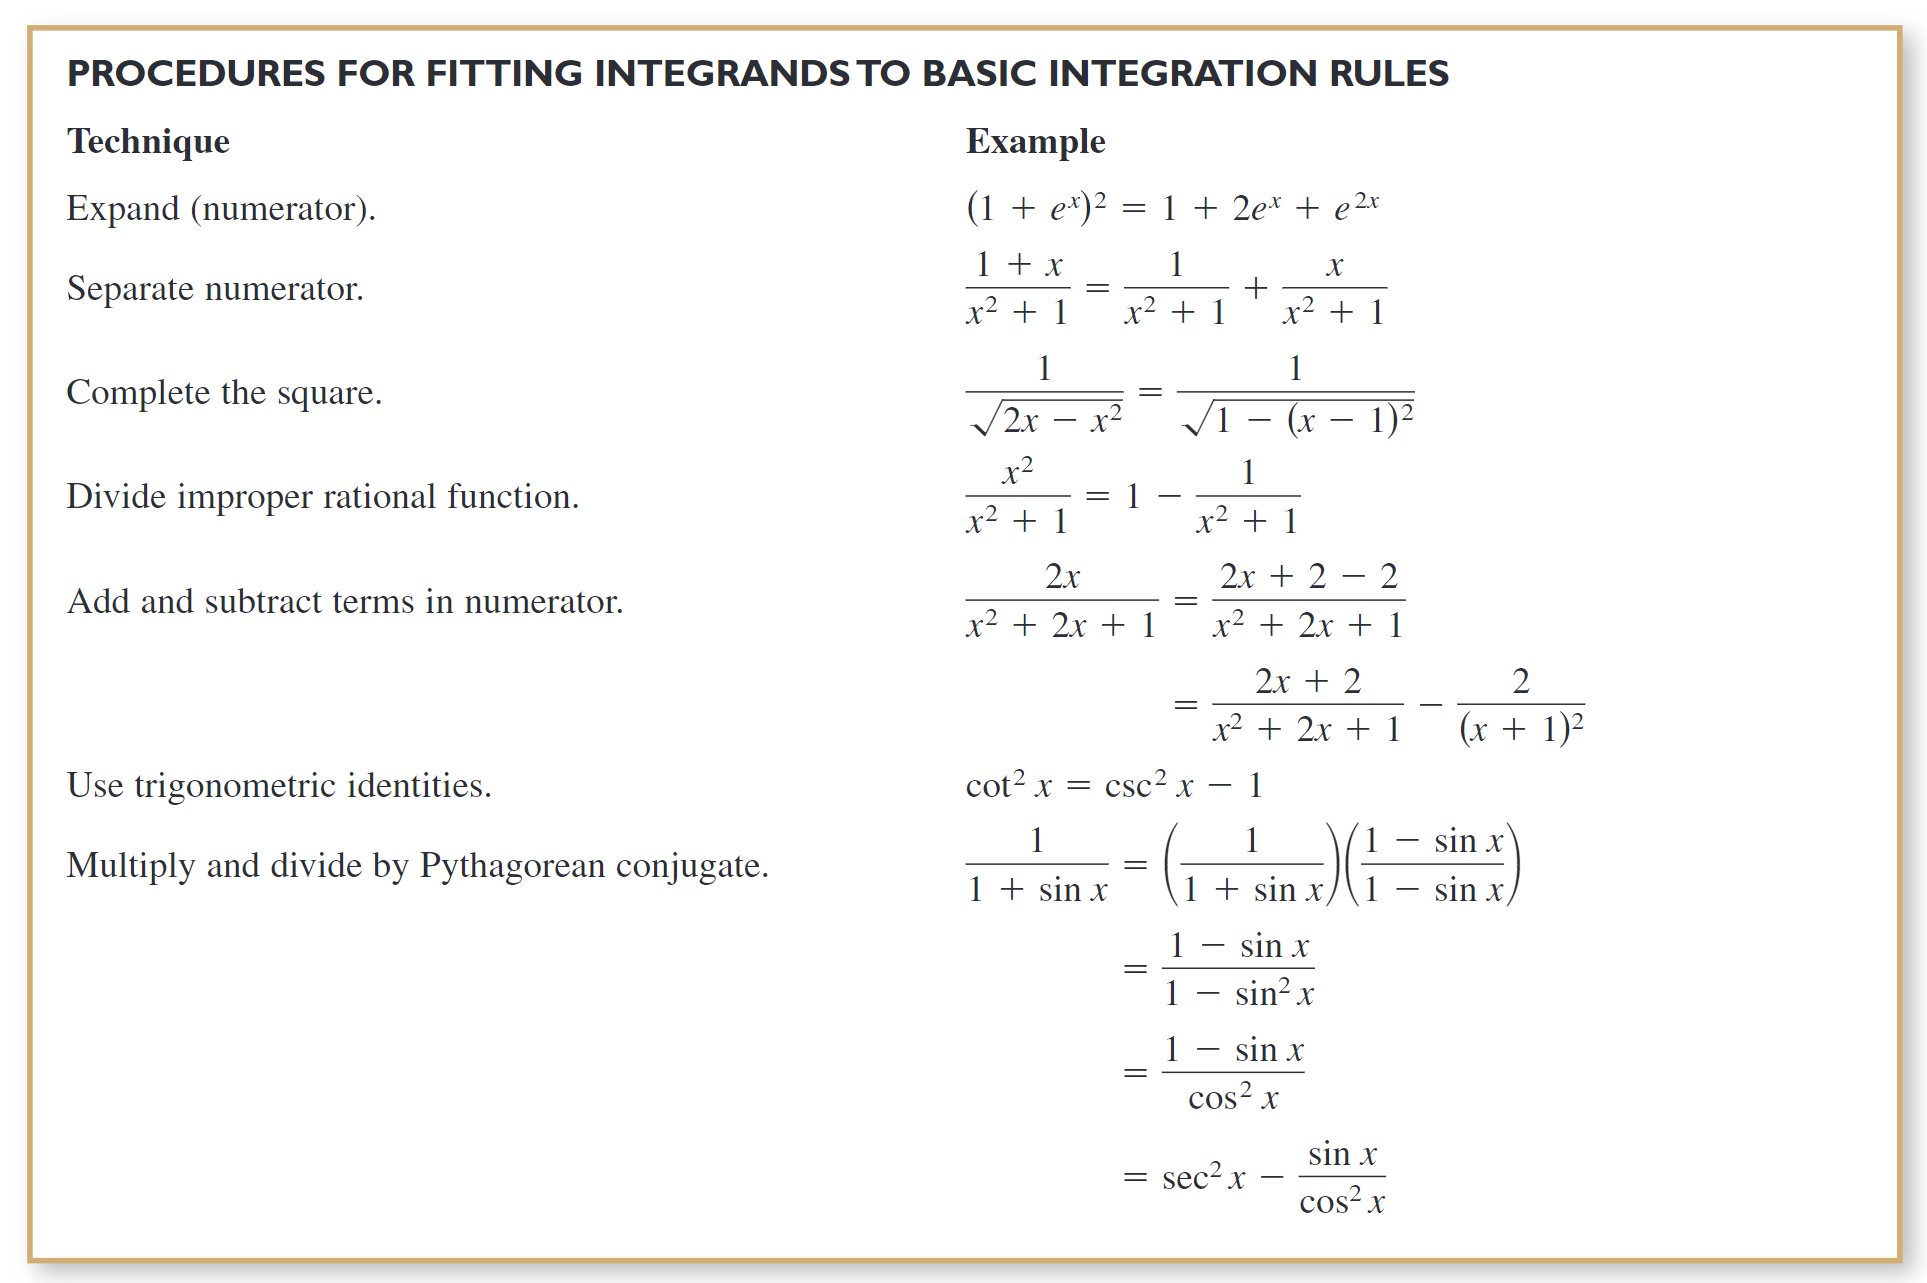 PROCEDURES FOR FITTING INTEGRANDS TO BASIC INTEGRATION RULES
Technique Example
Expand (numerator). (1 + e^x)^2 = 1 + 2e^x + e^{2x}
Separate numerator. \frac{1 + x}{x^2 + 1} = \frac{1}{x^2 + 1} + \frac{x}{x^2 + 1}
Complete the square. \frac{1}{\sqrt{2x − x^2}} = \frac{1}{\sqrt{1 − (x − 1)^2}}
Divide improper rational function. \frac{x^2}{x^2 + 1} = 1 − \frac{1}{x^2 + 1}
Add and subtract terms in numerator. \frac{2x}{x^2 + 2x + 1} = \frac{2x + 2 − 2}{x^2 + 2x + 1}
= \frac{2x + 2}{x^2 + 2x + 1} − \frac{2}{(x + 1)^2}
Use trigonometric identities. cot^2 x = csc^2 x − 1
Multiply and divide by Pythagorean conjugate. \frac{1}{1 + sin x} = (\frac{1}{1 + sin x})(\frac{1 − sin x}{1 − sin x})
= \frac{1 − sin x}{1 − sin^2 x}
= \frac{1 − sin x}{cos^2 x}
= sec^2 x − \frac{sin x}{cos^2 x}